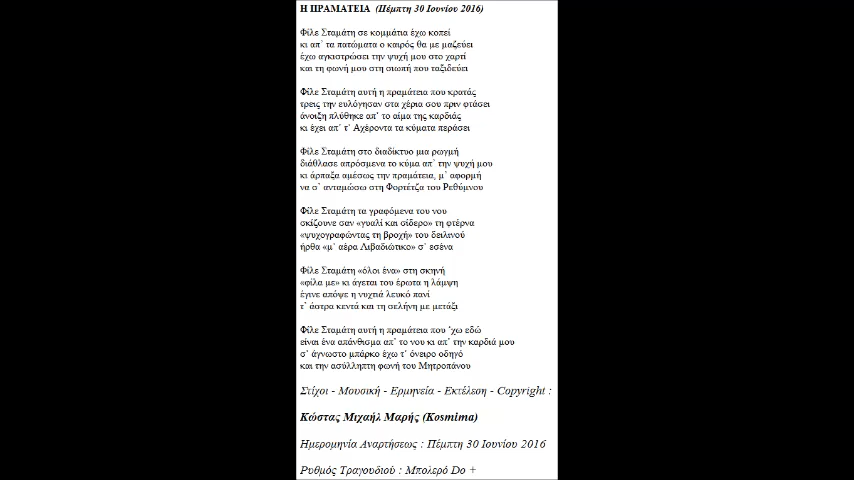 Η ΠΡΑΜΑΤΕΙΑ (Πέμπτη 30 Ιουνίου 2016)
Φίλε Σταμάτη σε κομμάτια έχω κοπεί
κι απ' τα πατώματα ο καιρός θα με μαζεύει
έχω αγκιστρώσει την ψυχή μου στο χαρτί
και τη φωνή μου στη σιωπή που ταξιδεύει
Φίλε Σταμάτη αυτή η πραμάτεια που κρατάς
τρεις την ευλόγησαν στα χέρια σου πριν φτάσει
άνοιξη πλύθηκε απ' το αίμα της καρδιάς
κι έχει απ' τ' Αχέροντα τα κύματα περάσει
Φίλε Σταμάτη στο διαδίκτυο μια ρωγμή
διάθλασε απρόσμενα το κύμα απ' την ψυχή μου
κι άρπαξα αμέσως την πραμάτεια, μ' αφορμή
να σ' ανταμώσω στη Φορτέτζα του Ρεθύμνου
Φίλε Σταμάτη τα γραφόμενα του νου
σκίζουνε σαν «γυαλί και σίδερο» τη φτέρνα
«ψυχογραφώντας τη βροχή» του δειλινού
ήρθα «μ' αέρα Λιβαδιώτικο» σ' εσένα
Φίλε Σταμάτη «όλοι ένα» στη σκηνή
«φίλα με» κι άγεται του έρωτα η λάμψη
έγινε απόψε η νυχτιά λευκό πανί
τ' άστρα κεντά και τη σελήνη με μετάξι
Φίλε Σταμάτη αυτή η πραμάτεια που 'χω εδώ
είναι ένα απάνθισμα απ' το νου κι απ' την καρδιά μου
σ' άγνωστο μπάρκο έχω τ' όνειρο οδηγό
και την ασύλληπτη φωνή του Μητροπάνου
Στίχοι - Μουσική - Ερμηνεία - Εκτέλεση - Copyright :
Κώστας Μιχαήλ Μαρής (Kosmima)
Ημερομηνία Αναρτήσεως : Πέμπτη 30 Ιουνίου 2016
Ρυθμός Τραγουδιού : Μπολερό Do +